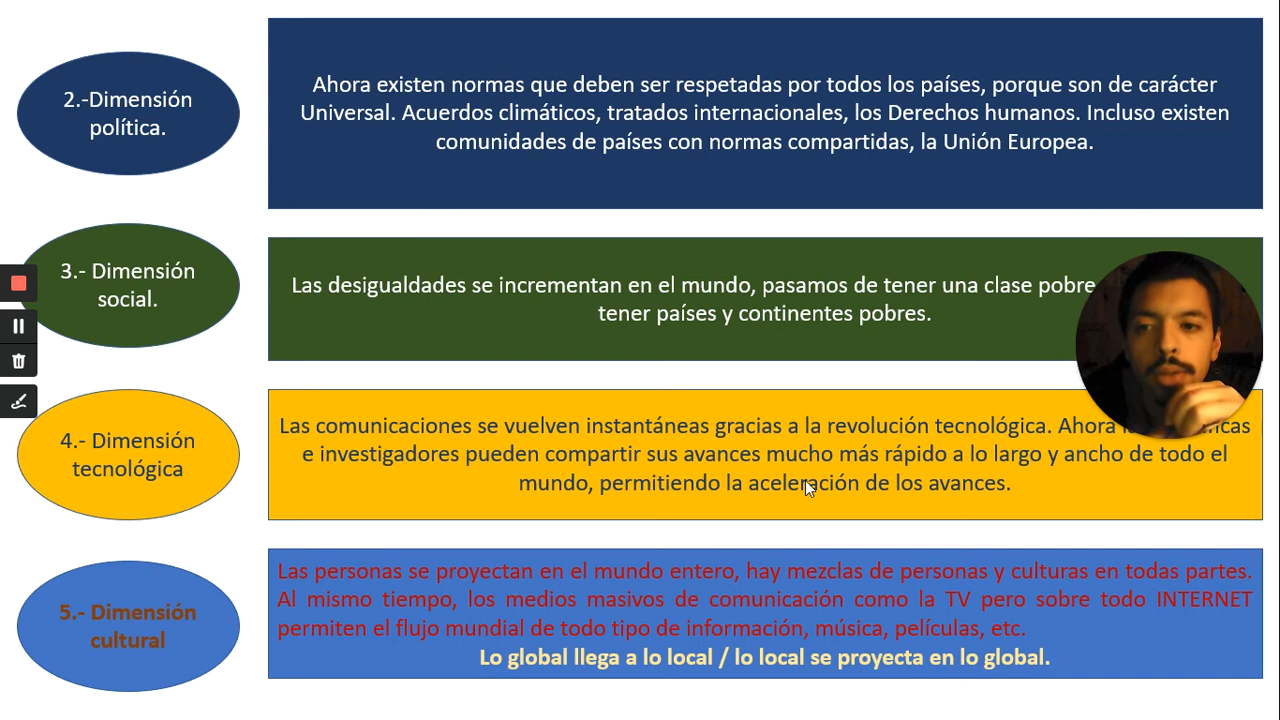 2.-Dimensión
política.
Ahora existen normas que deben ser respetadas por todos los países, porque son de carácter
Universal. Acuerdos climáticos, tratados internacionales, los Derechos humanos. Incluso existen
comunidades de países con normas compartidas, la Unión Europea.
3.- Dimensión
social.
Las desigualdades se incrementan en el mundo, pasamos de tener una clase pobre
tener países y continentes pobres.
4.- Dimensión
tecnológica
Las comunicaciones se vuelven instantáneas gracias a la revolución tecnológica. Ahora
e investigadores pueden compartir sus avances mucho más rápido a lo largo y ancho de todo el
mundo, permitiendo la aceleración de los avances.
5.- Dimensión
cultural
Las personas se proyectan en el mundo entero, hay mezclas de personas y culturas en todas partes.
Al mismo tiempo, los medios masivos de comunicación como la TV pero sobre todo INTERNET
permiten el flujo mundial de todo tipo de información, música, películas, etc.
Lo global llega a lo local / lo local se proyecta en lo global.